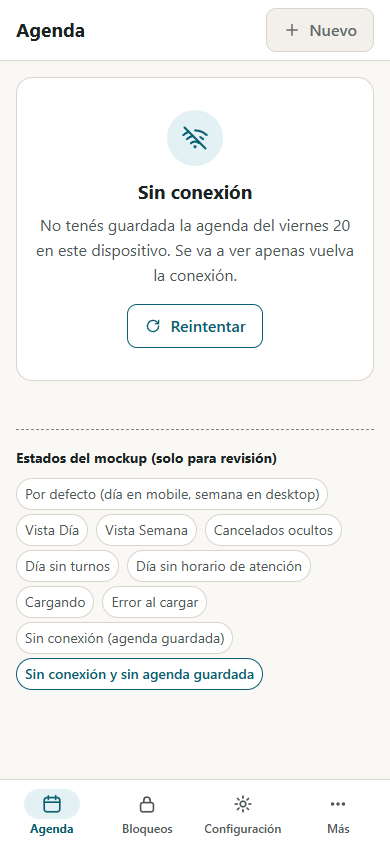 Agenda
Nuevo
Sin conexión
No tenés guardada la agenda del viernes 20
en este dispositivo. Se va a ver apenas vuelva
la conexión.
Reintentar
Estados del mockup (solo para revisión)
Por defecto (día en mobile, semana en desktop)
Vista Día Vista Semana Cancelados ocultos
Día sin turnos Día sin horario de atención
Cargando Error al cargar
Sin conexión (agenda guardada)
Sin conexión y sin agenda guardada
Agenda Bloqueos Configuración Más